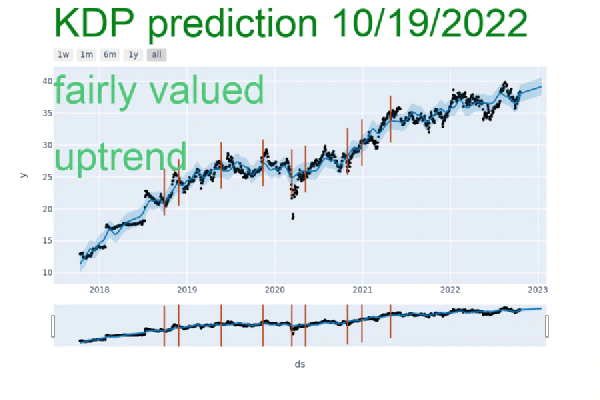 KDP prediction 10/19/2022
1w 1m 6m 1y all
fairly valued
uptrend
40
35
30
25
20
15
10
y
2018 2019 2020 2021 2022 2023
ds